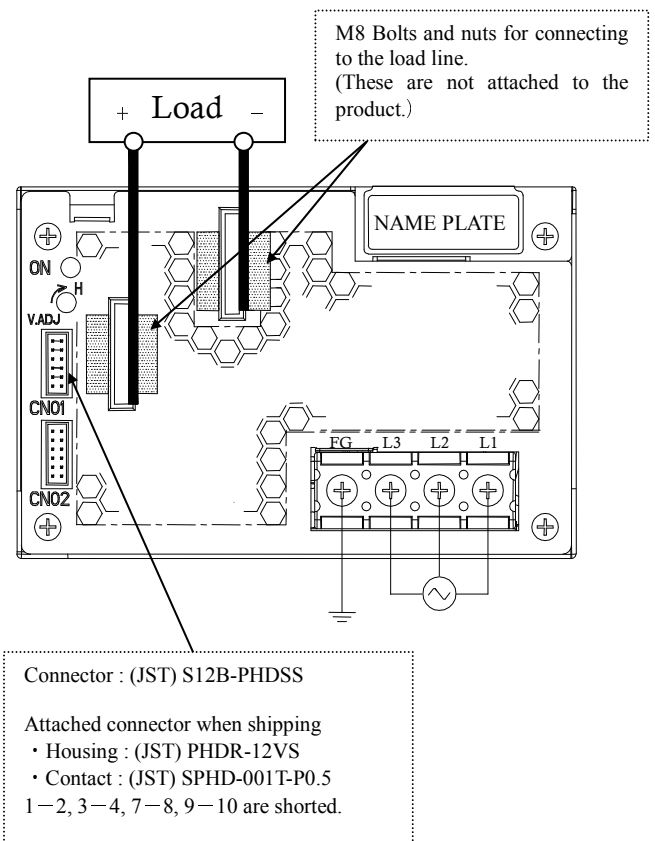 M8 Bolts and nuts for connecting
to the load line.
(These are not attached to the
product.）
+ Load −
NAME PLATE
ON
H
V.ADJ
CN01
CN02
FG L3 L2 L1
Connector : (JST) S12B-PHDSS
Attached connector when shipping
・Housing : (JST) PHDR-12VS
・Contact : (JST) SPHD-001T-P0.5
1－2, 3－4, 7－8, 9－10 are shorted.